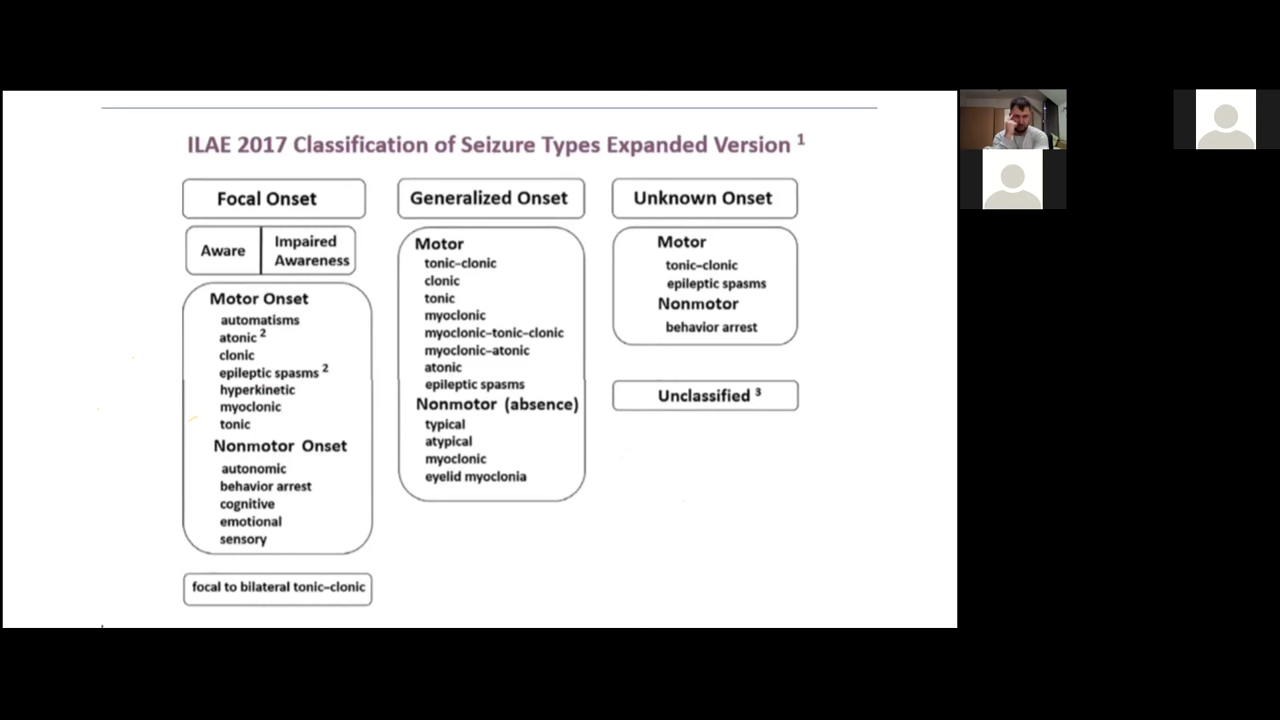 ILAE 2017 Classification of Seizure Types Expanded Version 1
Focal Onset
Aware
Impaired
Awareness
Motor Onset
automatisms
atonic 2
clonic
epileptic spasms 2
hyperkinetic
myoclonic
tonic
Nonmotor Onset
autonomic
behavior arrest
cognitive
emotional
sensory
focal to bilateral tonic–clonic
Generalized Onset
Motor
tonic–clonic
clonic
tonic
myoclonic
myoclonic–tonic–clonic
myoclonic–atonic
atonic
epileptic spasms
Nonmotor (absence)
typical
atypical
myoclonic
eyelid myoclonia
Unknown Onset
Motor
tonic–clonic
epileptic spasms
Nonmotor
behavior arrest
Unclassified 3